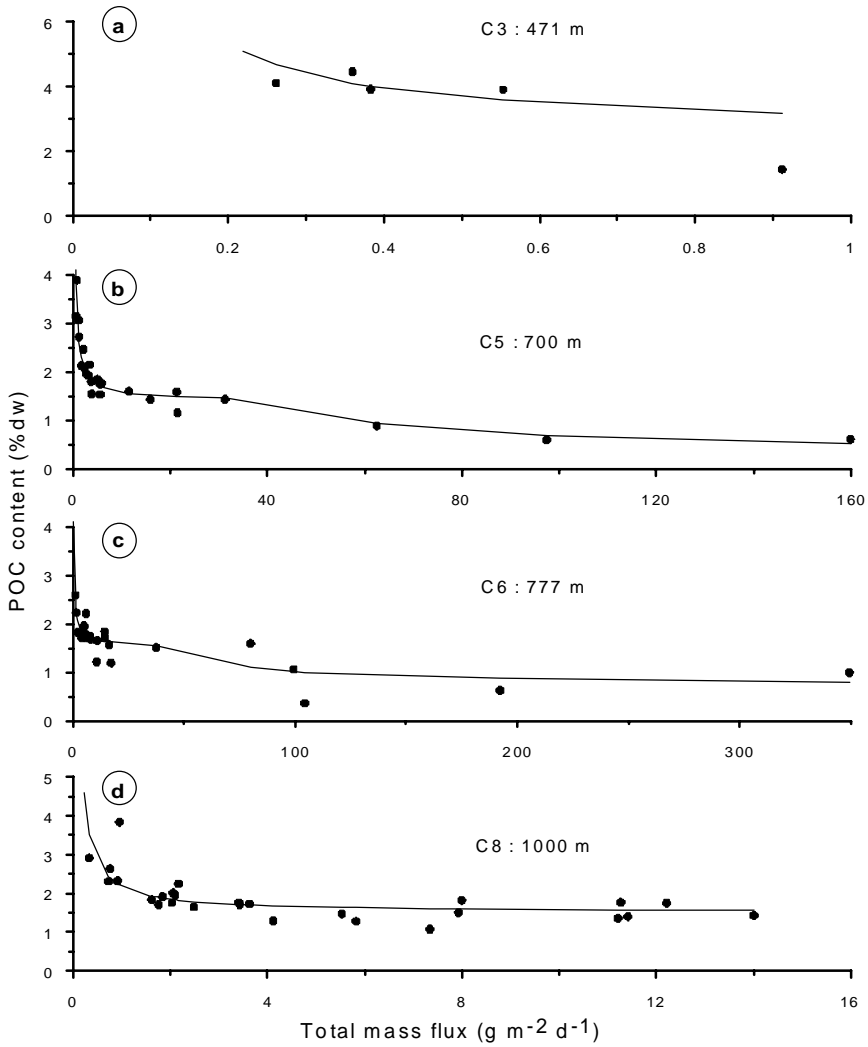 a
C3 : 471 m
6
4
2
0
0 0.2 0.4 0.6 0.8 1
b
C5 : 700 m
4
3
2
1
0
0 40 80 120 160
c
C6 : 777 m
4
3
2
1
0
0 100 200 300
d
C8 : 1000 m
5
4
3
2
1
0
0 4 8 12 16
POC content (%dw)
Total mass flux (g m-2 d-1)